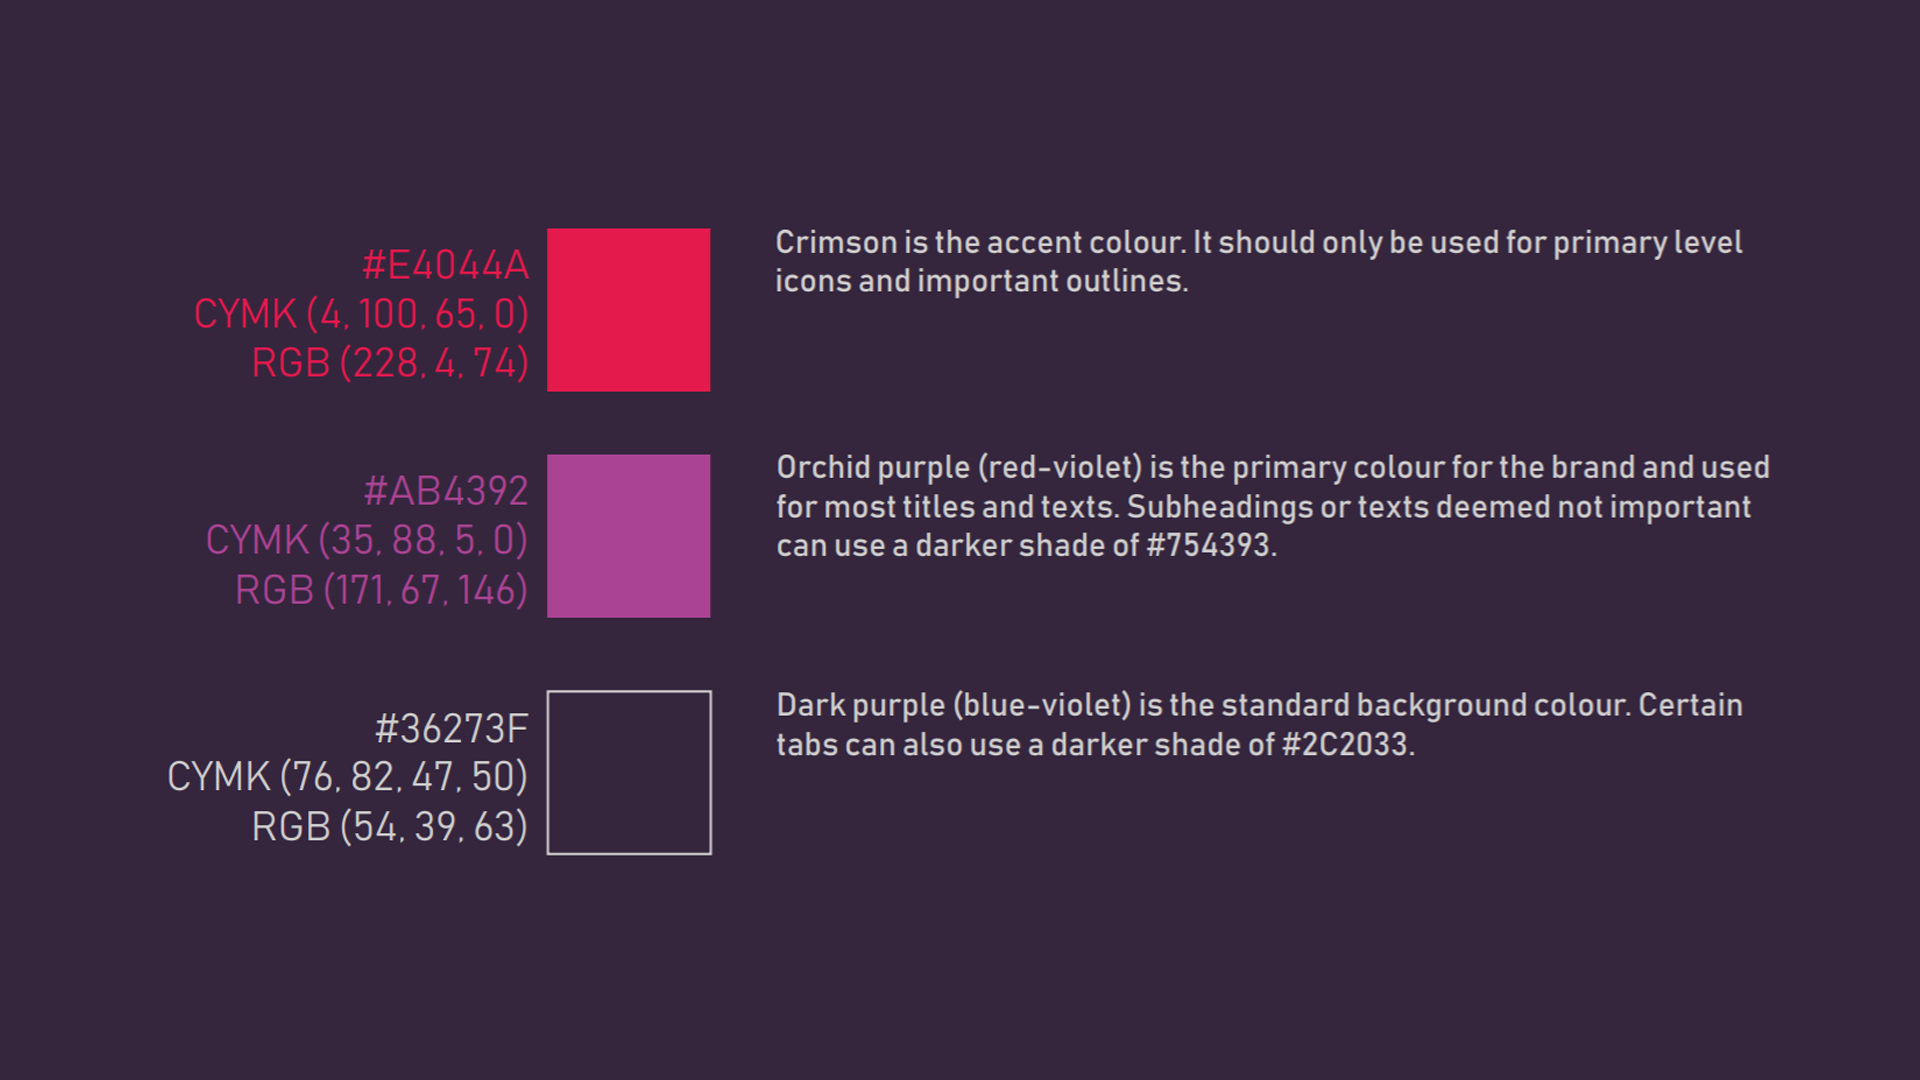 #E4044A
CYMK (4, 100, 65, 0)
RGB (228, 4, 74)
Crimson is the accent colour. It should only be used for primary level
icons and important outlines.
#AB4392
CYMK (35, 88, 5, 0)
RGB (171, 67, 146)
Orchid purple (red-violet) is the primary colour for the brand and used
for most titles and texts. Subheadings or texts deemed not important
can use a darker shade of #754393.
#36273F
CYMK (76, 82, 47, 50)
RGB (54, 39, 63)
Dark purple (blue-violet) is the standard background colour. Certain
tabs can also use a darker shade of #2C2033.